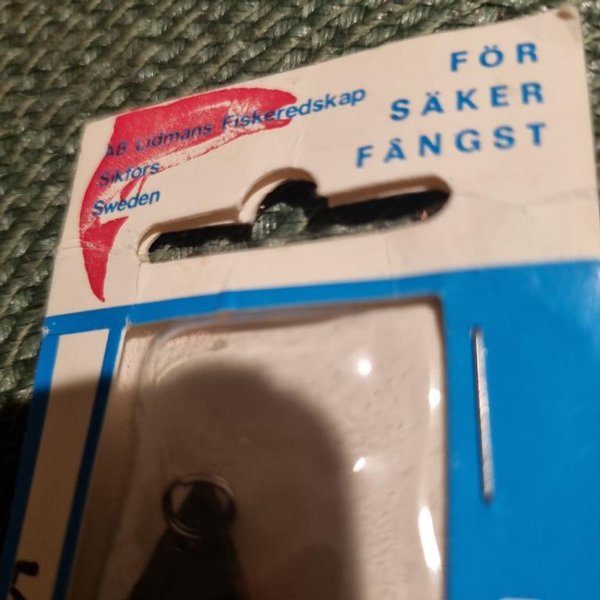 AB Lidmans Fiskeredskap
Sikfors
Sweden
FÖR
SÄKER
FÅNGST